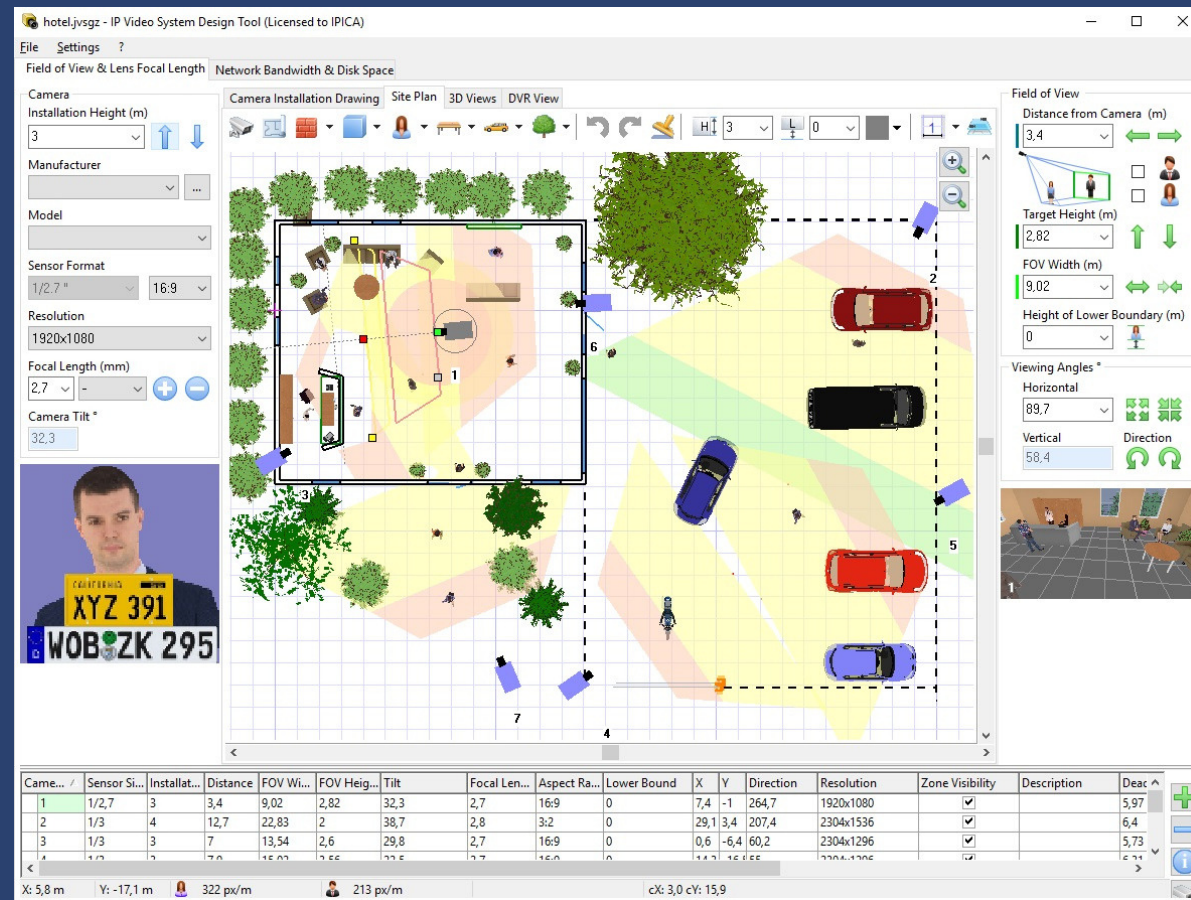 hotel.jvsgz - IP Video System Design Tool (Licensed to IPICA)
File Settings ?
Field of View & Lens Focal Length Network Bandwidth & Disk Space
Camera
Installation Height (m)
3
Manufacturer
...
Model
Sensor Format
1/2.7 " 16:9
Resolution
1920x1080
Focal Length (mm)
2,7 -
Camera Tilt °
32,3
CALIFORNIA
XYZ 391
WOB ZK 295
Camera Installation Drawing Site Plan 3D Views DVR View
H 3 L 0 1
2
6
1
3
5
7
4
Field of View
Distance from Camera (m)
3,4
Target Height (m)
2,82
FOV Width (m)
9,02
Height of Lower Boundary (m)
0
Viewing Angles °
Horizontal
89,7
Vertical Direction
58,4
1
Came... Sensor Si... Installat... Distance FOV Wi... FOV Heig... Tilt Focal Len... Aspect Ra... Lower Bound X Y Direction Resolution Zone Visibility Description Deac
1 1/2,7 3 3,4 9,02 2,82 32,3 2,7 16:9 0 7,4 -1 264,7 1920x1080 5,97
2 1/3 4 12,7 22,83 2 38,7 2,8 3:2 0 29,1 3,4 207,4 2304x1536 6,4
3 1/3 3 7 13,54 2,6 29,8 2,7 16:9 0 0,6 -6,4 60,2 2304x1296 5,73
X: 5,8 m Y: -17,1 m 322 px/m 213 px/m cX: 3,0 cY: 15,9